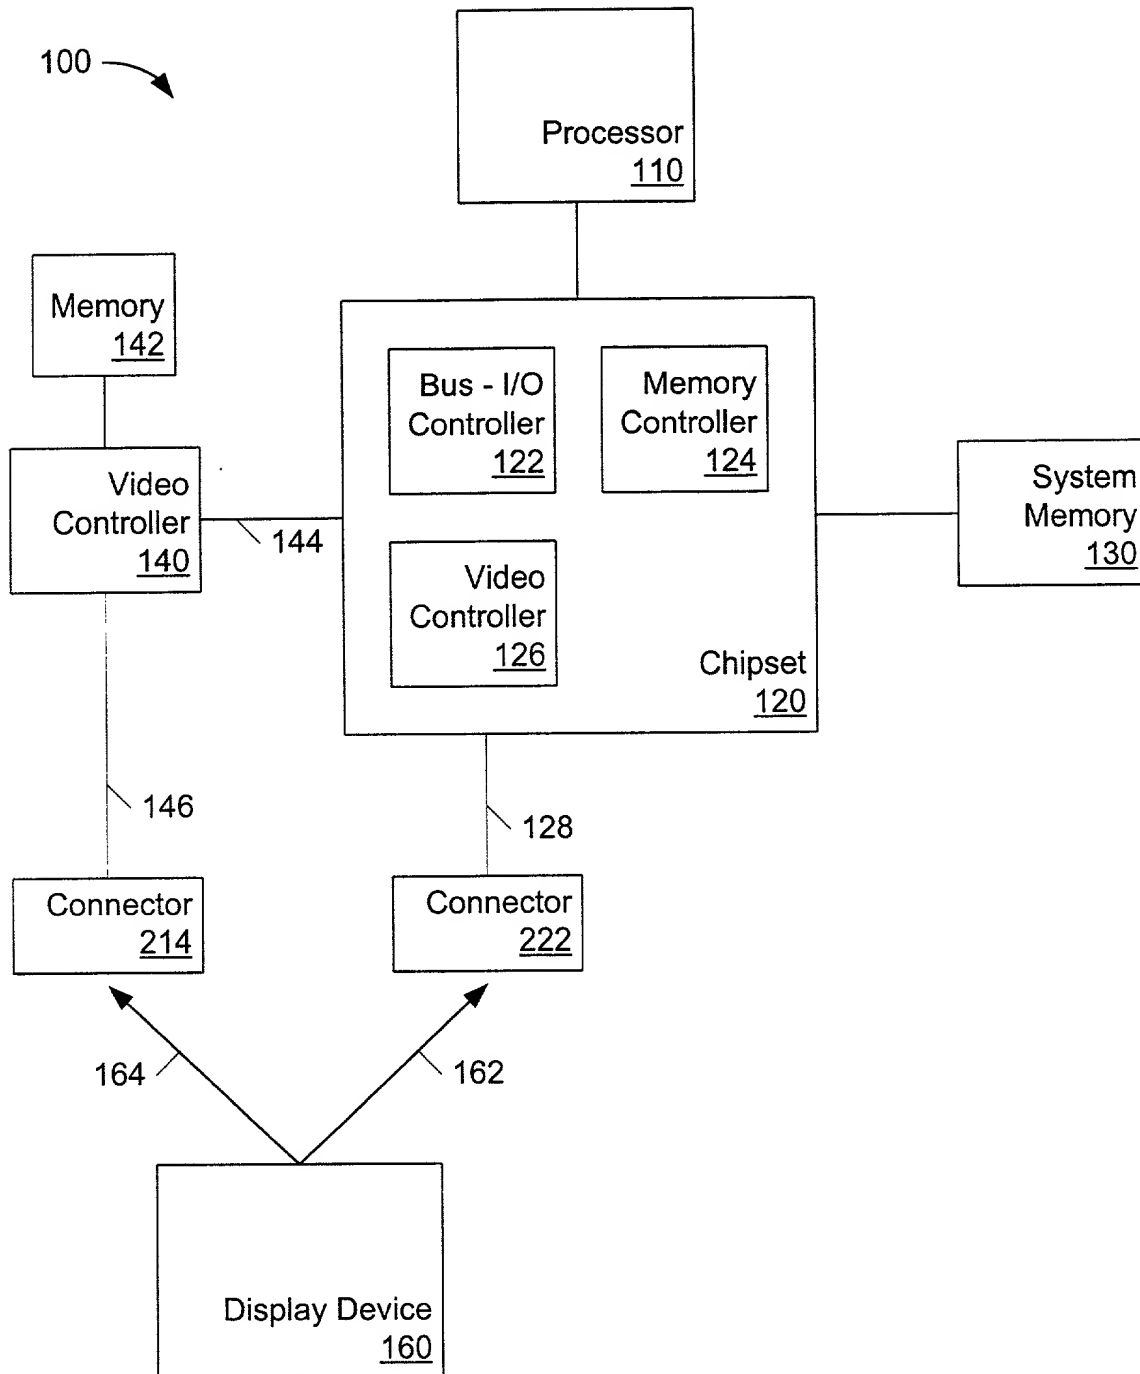 100
Processor
110
Memory
142
Bus - I/O
Controller
122
Memory
Controller
124
Video
Controller
140
144
System
Memory
130
Video
Controller
126
Chipset
120
146
128
Connector
214
Connector
222
164
162
Display Device
160